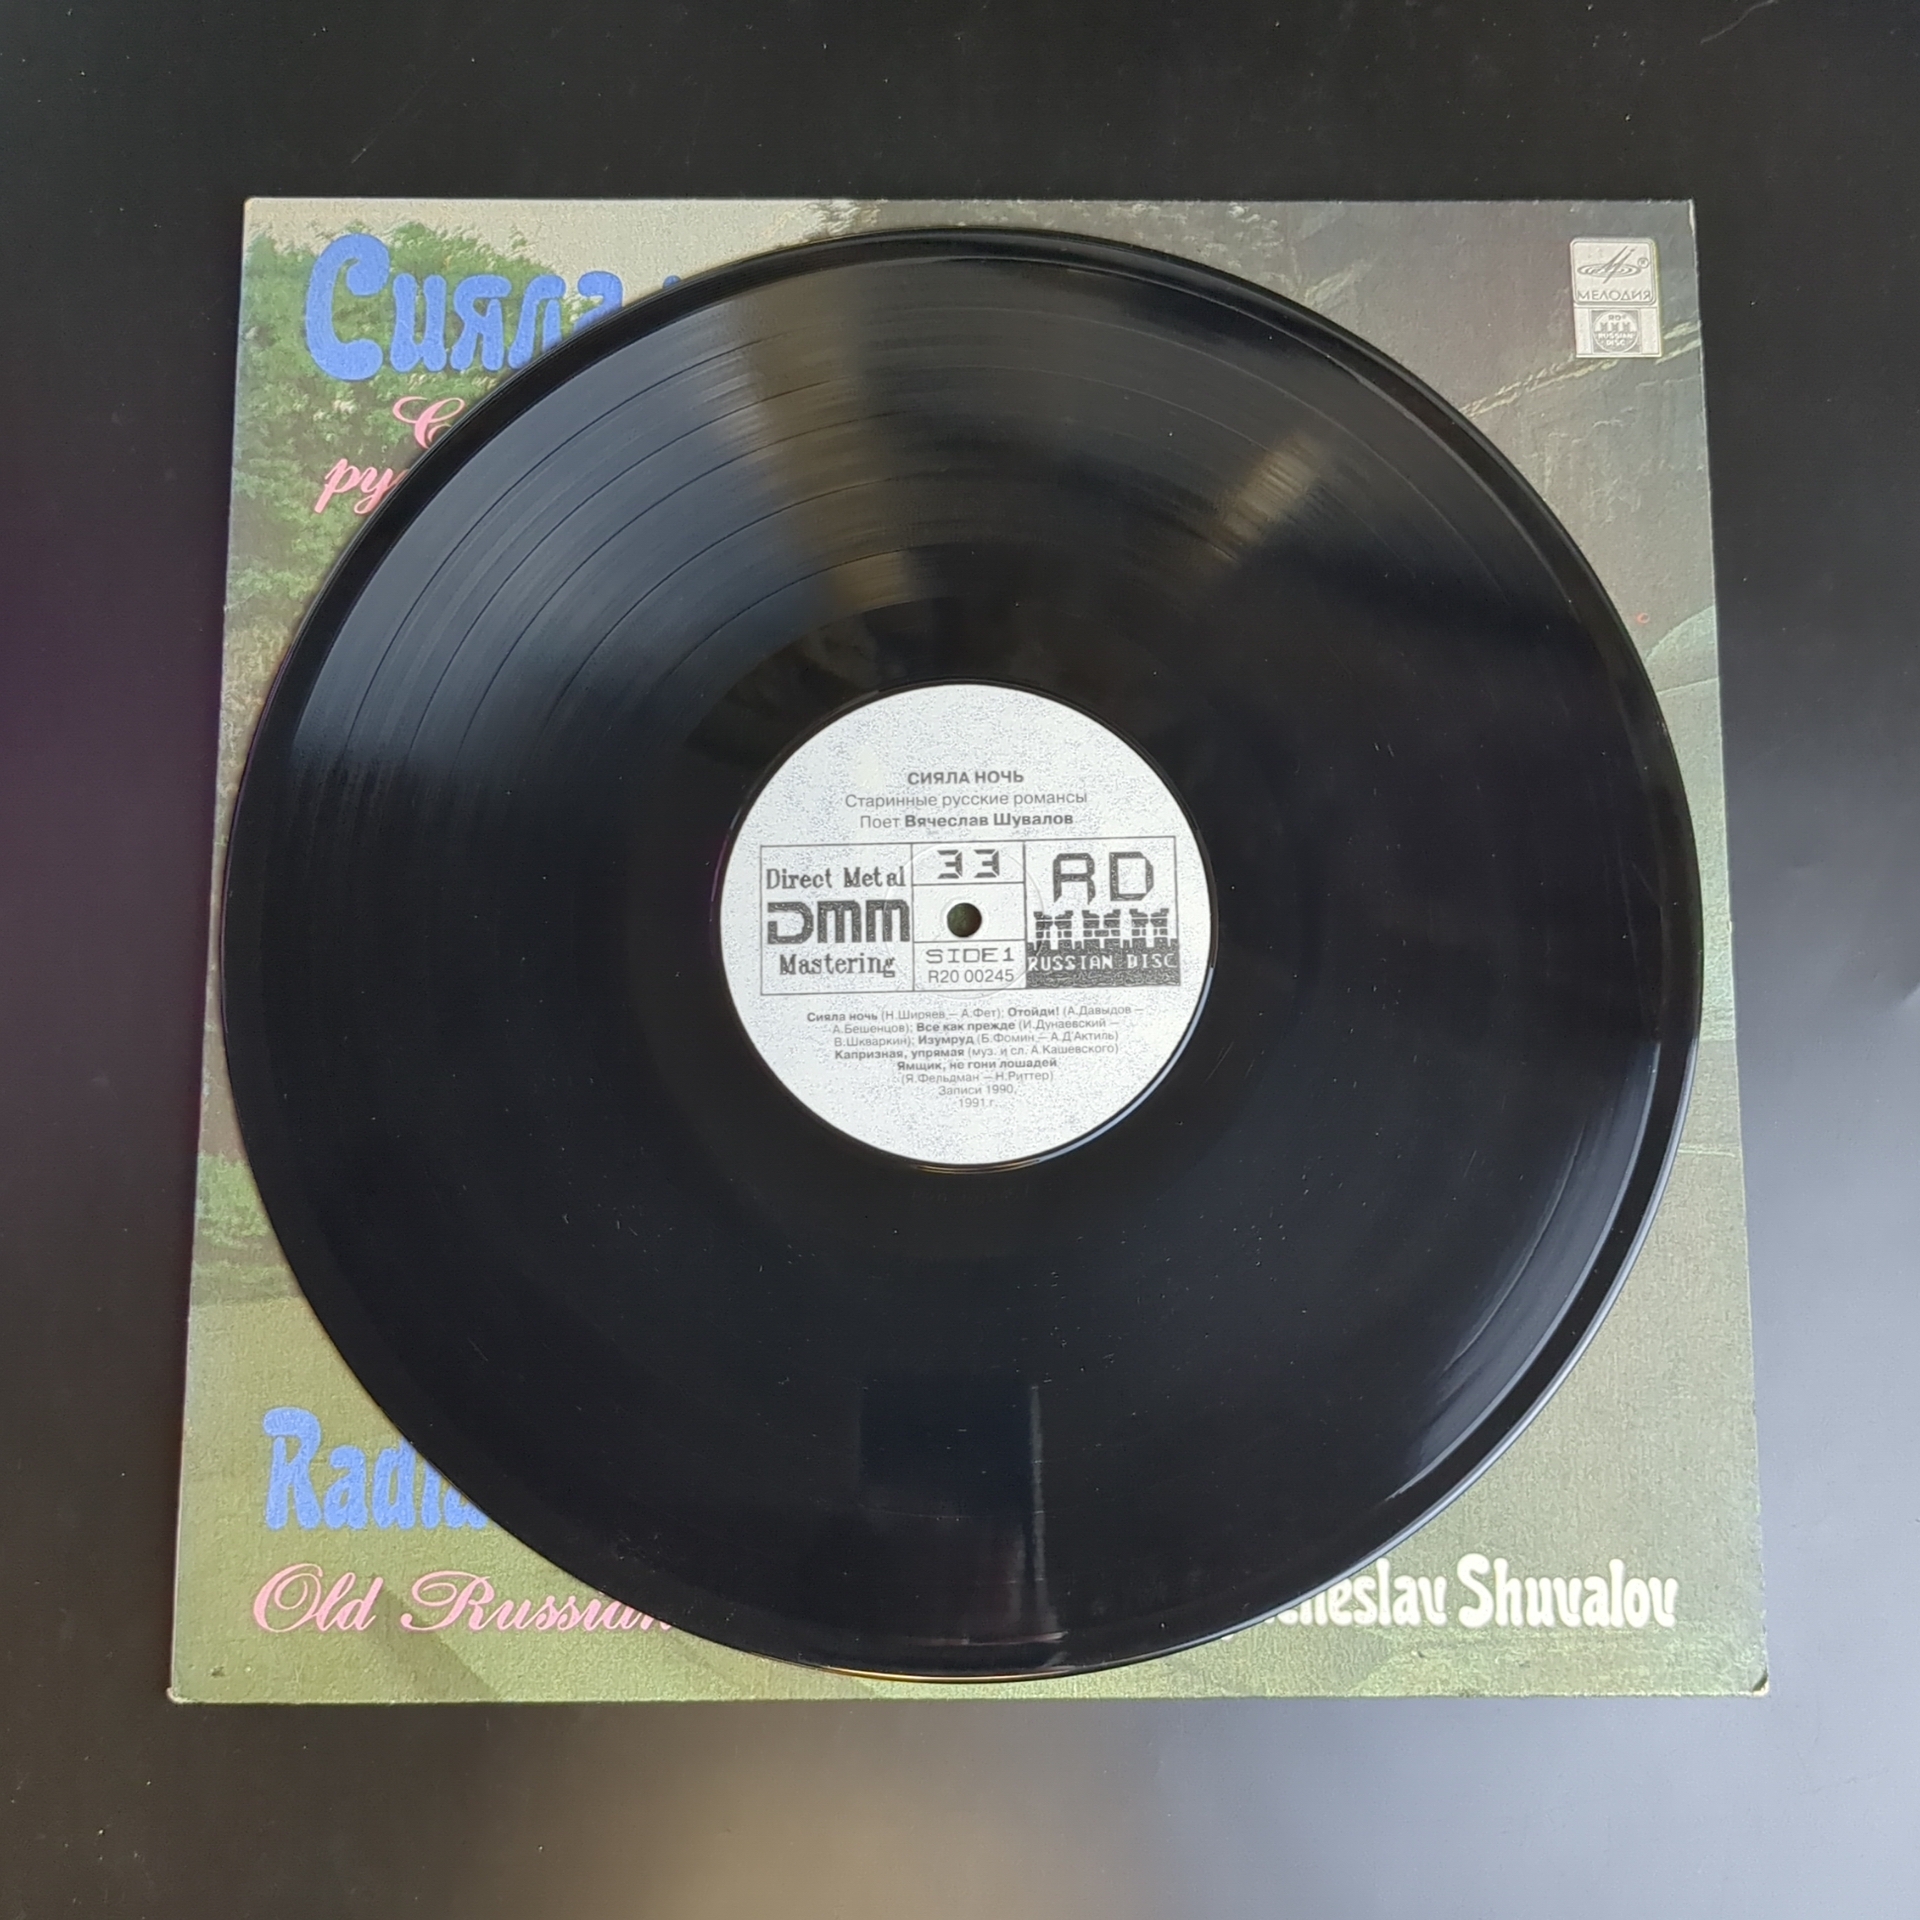 Сияла
МЕЛОДИЯ
RD
RUSSIAN
DISC
СИЯЛА НОЧЬ
Старинные русские романсы
Поет Вячеслав Шувалов
Direct Metal
DMM
Mastering
33
SIDE 1
R20 00245
RD
RUSSIAN DISC
Сияла ночь (Н.Ширяев – А.Фет); Отойди! (А.Давыдов –
А.Бешенцов); Все как прежде (И.Дунаевский –
В.Шкваркин); Изумруд (Б.Фомин – А.Д'Актиль)
Капризная, упрямая (муз. и сл. А.Кашевского)
Ямщик, не гони лошадей
(Я.Фельдман – Н.Риттер)
Записи 1990,
1991 г.
Old Russian
Shuvalov